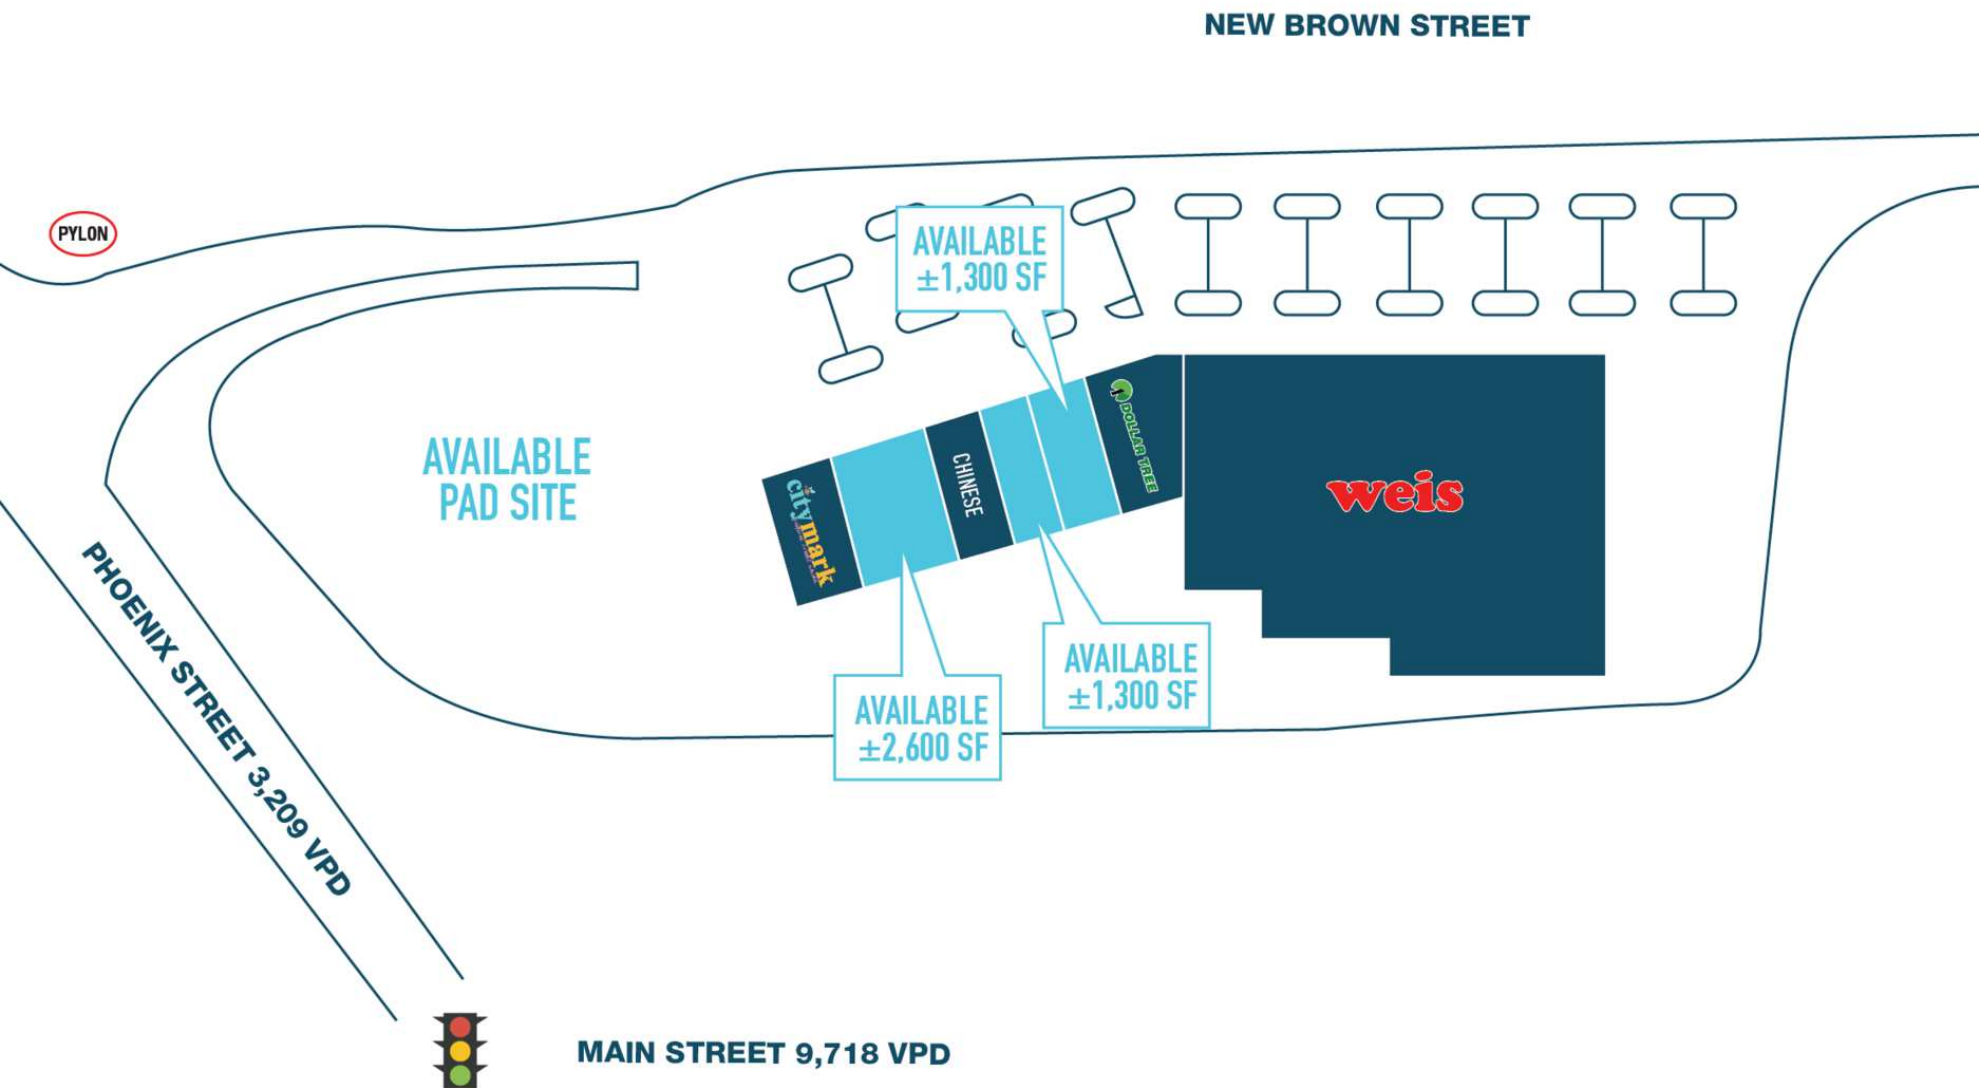 NEW BROWN STREET
PYLON
AVAILABLE
±1,300 SF
AVAILABLE
PAD SITE
citymark
CHINESE
DOLLAR TREE
weis
AVAILABLE
±1,300 SF
AVAILABLE
±2,600 SF
PHOENIX STREET 3,209 VPD
MAIN STREET 9,718 VPD